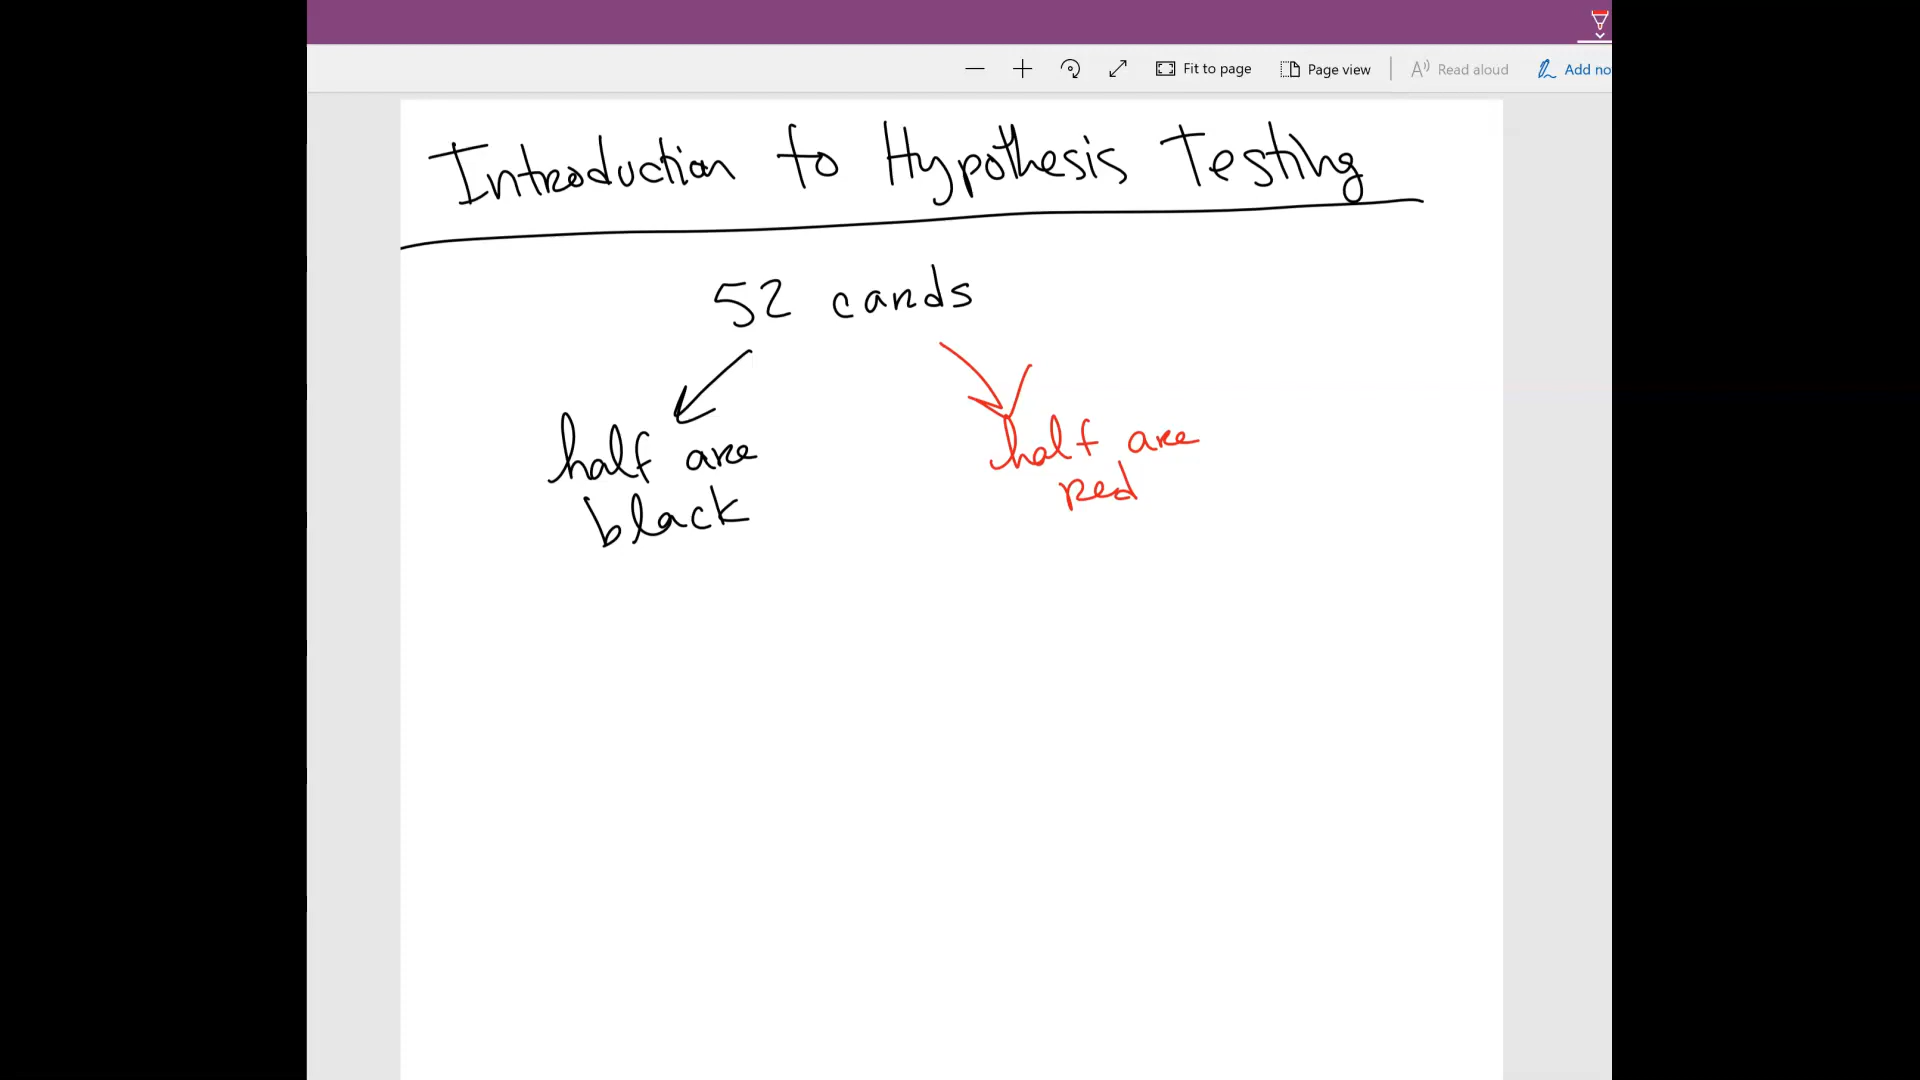 Fit to page
Page view
Read aloud
Add no
Introduction to Hypothesis Testing
52 cards
half are
black
half are
red